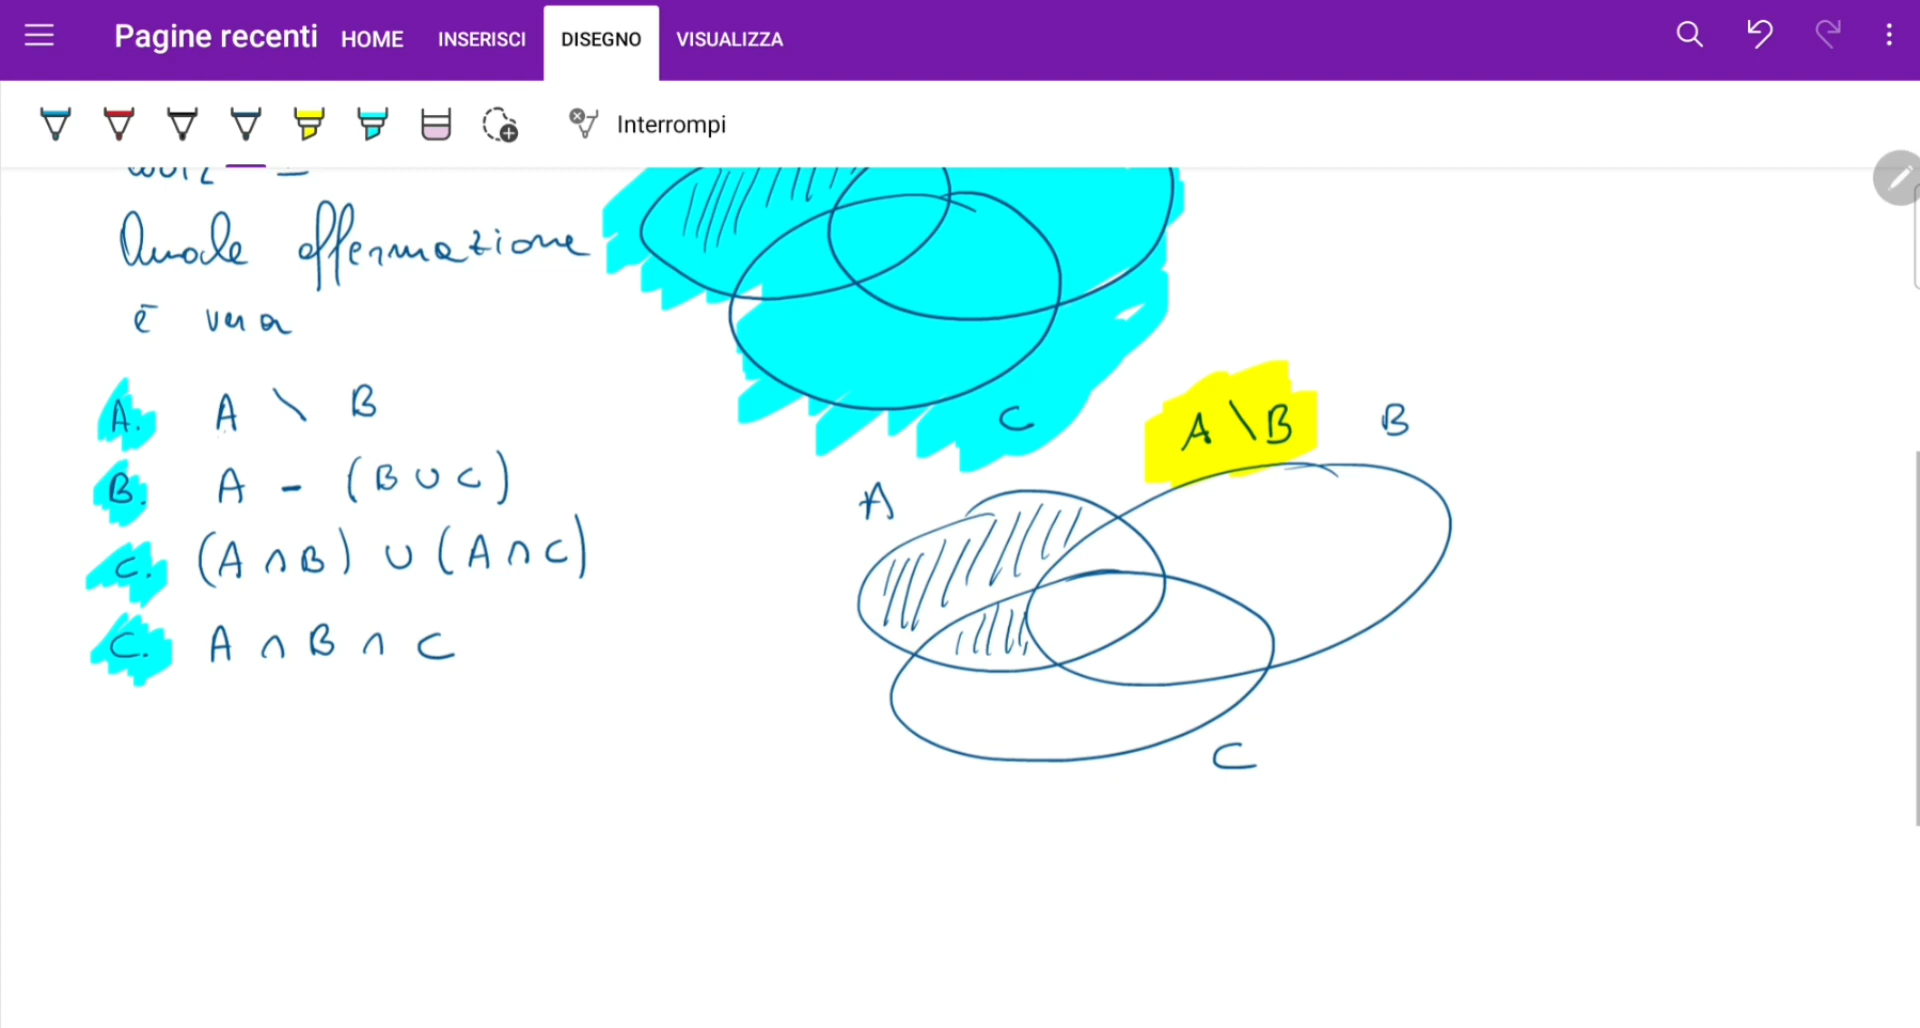 Pagine recenti HOME INSERISCI DISEGNO VISUALIZZA
Interrompi
Quale affermazione
è vera
A. A \ B
B. A - (B ∪ C)
C. (A ∩ B) ∪ (A ∩ C)
C. A ∩ B ∩ C
C
A \ B
B
A
C